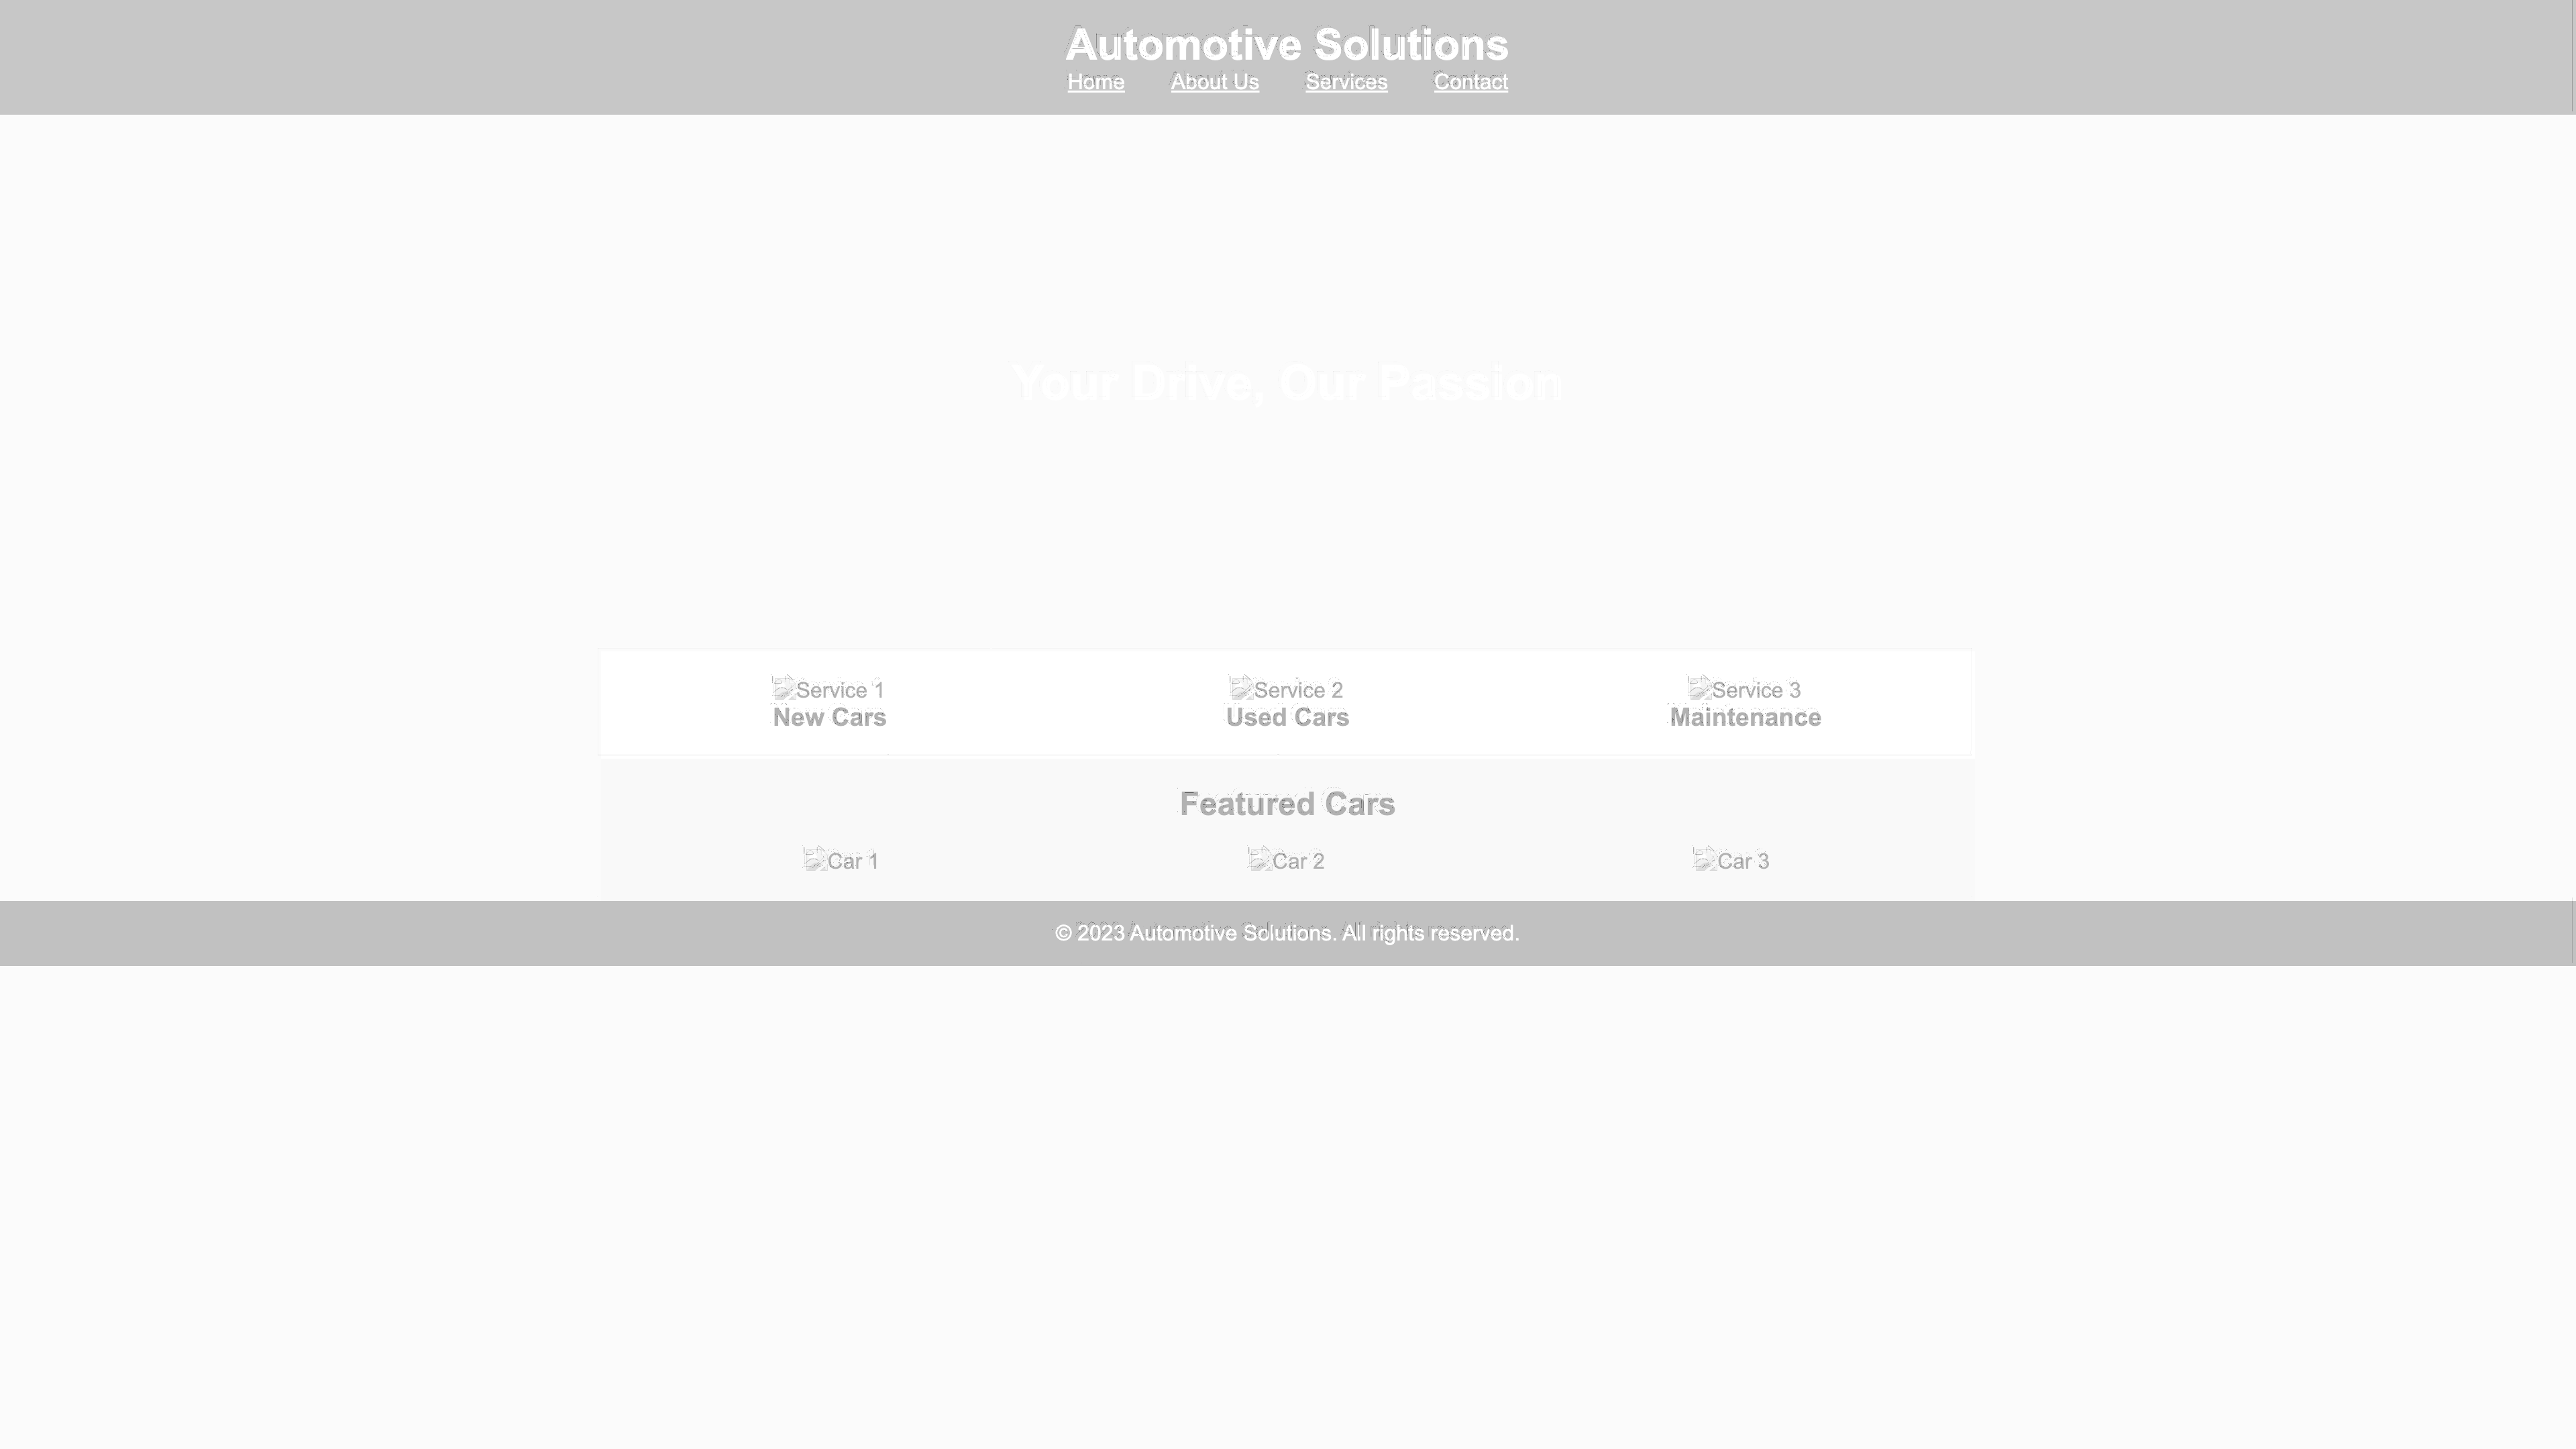 Automotive Solutions
Home About Us Services Contact
Your Drive, Our Passion
Service 1 Service 2 Service 3
New Cars Used Cars Maintenance
Featured Cars
Car 1 Car 2 Car 3
© 2023 Automotive Solutions. All rights reserved.